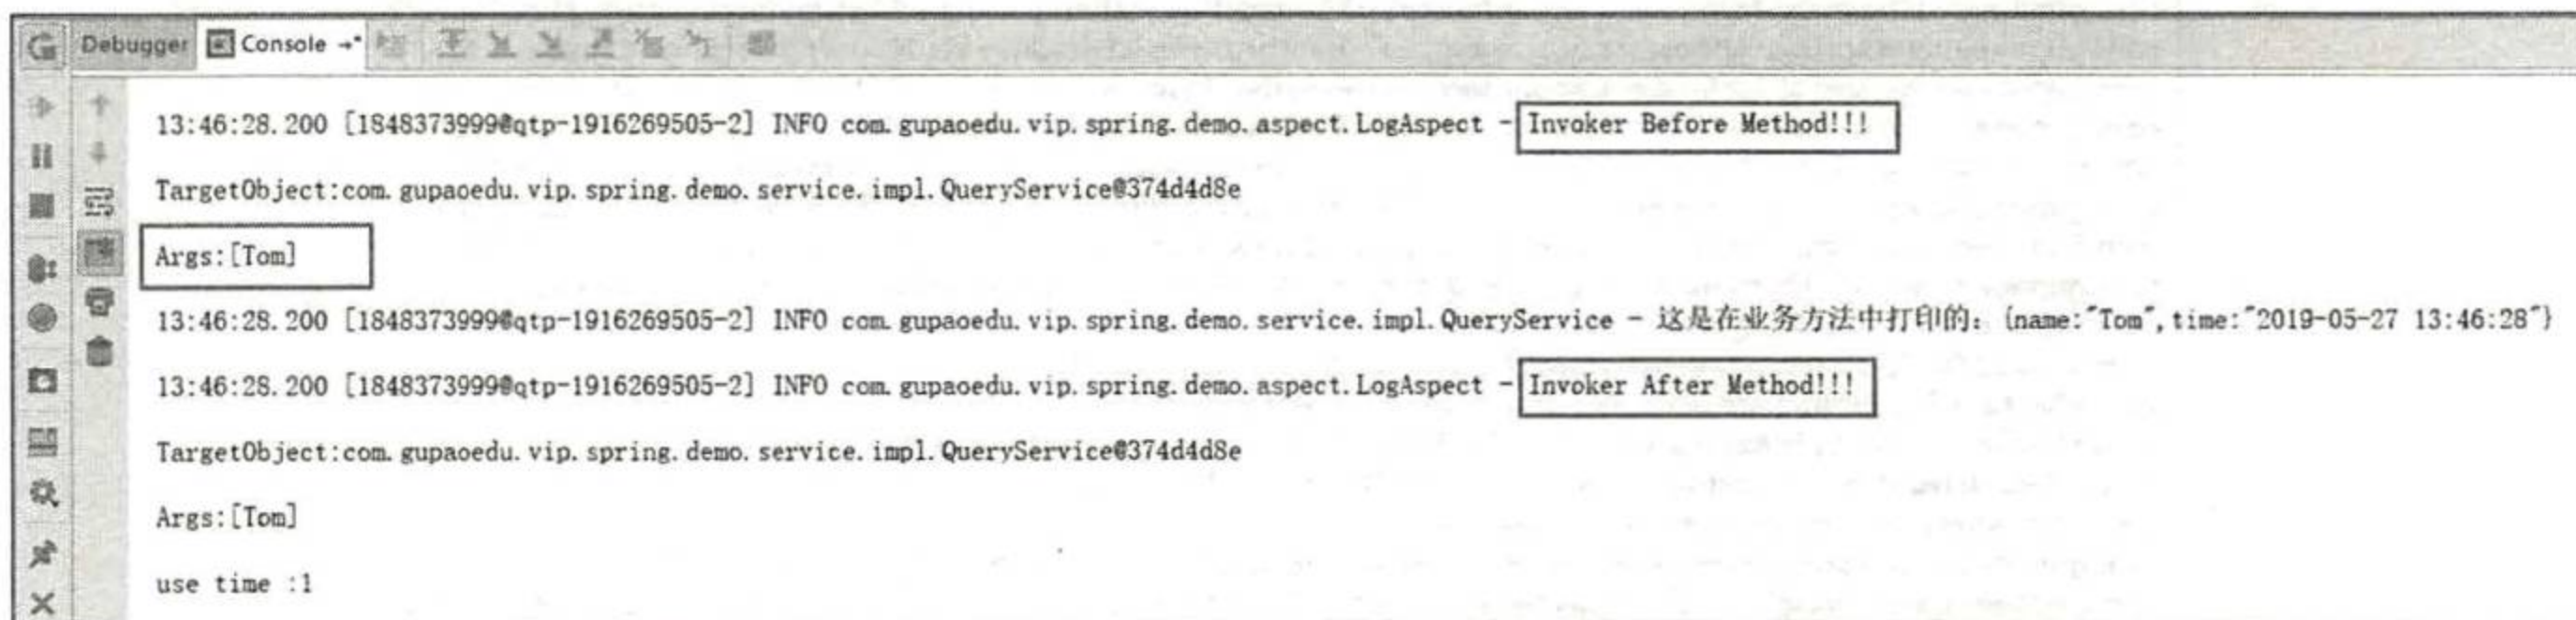 Debugger Console →*
13:46:28.200 [1848373999@qtp-1916269505-2] INFO com.gupaoedu.vip.spring.demo.aspect.LogAspect - Invoker Before Method!!!
TargetObject:com.gupaoedu.vip.spring.demo.service.impl.QueryService@374d4d8e
Args:[Tom]
13:46:28.200 [1848373999@qtp-1916269505-2] INFO com.gupaoedu.vip.spring.demo.service.impl.QueryService - 这是在业务方法中打印的：{name:"Tom",time:"2019-05-27 13:46:28"}
13:46:28.200 [1848373999@qtp-1916269505-2] INFO com.gupaoedu.vip.spring.demo.aspect.LogAspect - Invoker After Method!!!
TargetObject:com.gupaoedu.vip.spring.demo.service.impl.QueryService@374d4d8e
Args:[Tom]
use time :1